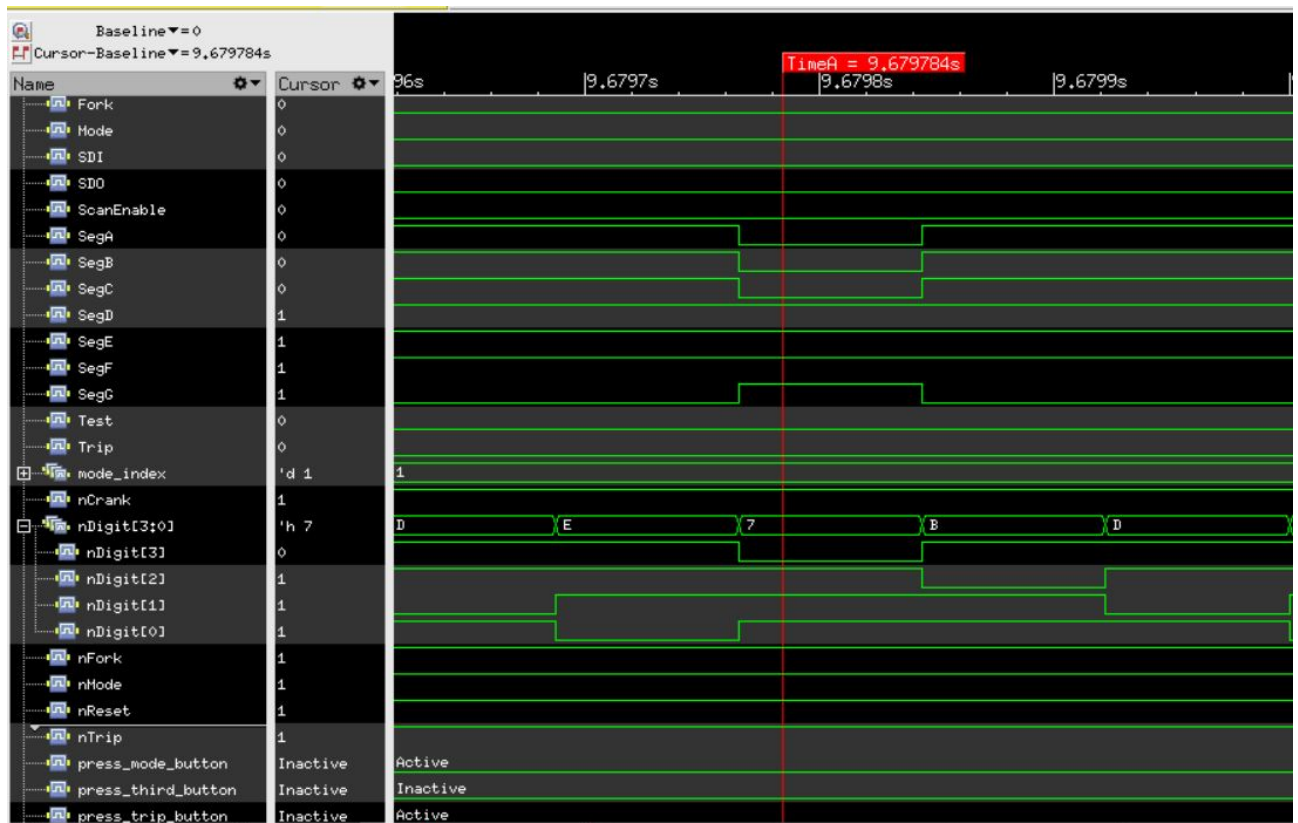 Baseline▼=0
Cursor-Baseline▼=9.679784s
TimeA = 9.679784s
Name Cursor 96s |9.6797s |9.6798s |9.6799s
Fork 0
Mode 0
SDI 0
SDO 0
ScanEnable 0
SegA 0
SegB 0
SegC 0
SegD 1
SegE 1
SegF 1
SegG 1
Test 0
Trip 0
mode_index 'd 1 1
nCrank 1
nDigit[3:0] 'h 7 D E 7 B D
nDigit[3] 0
nDigit[2] 1
nDigit[1] 1
nDigit[0] 1
nFork 1
nMode 1
nReset 1
nTrip 1
press_mode_button Inactive Active
press_third_button Inactive Inactive
press_trip_button Inactive Active